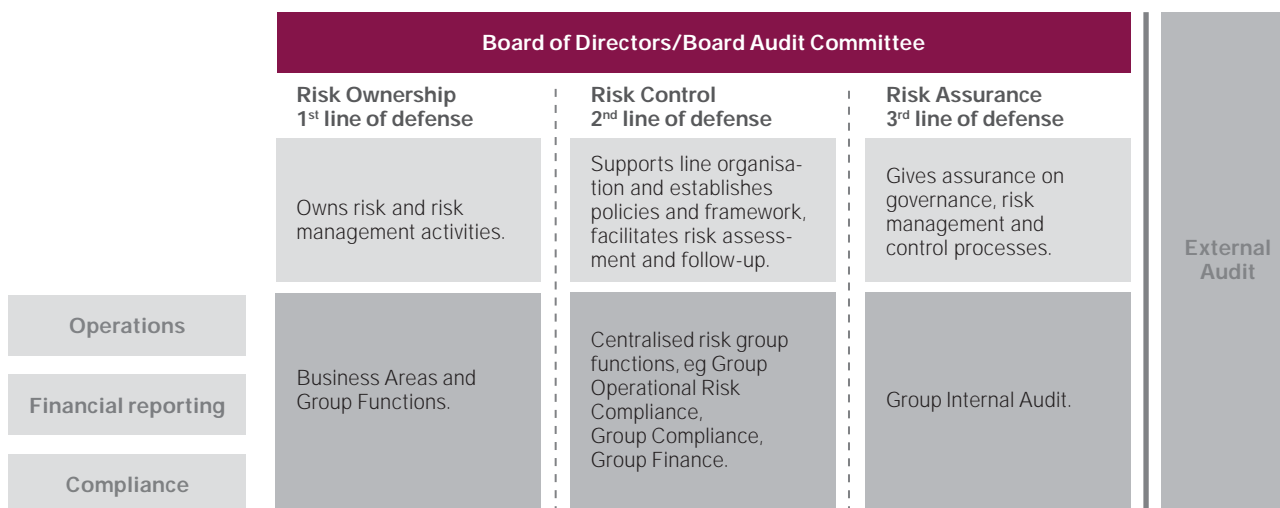 Board of Directors/Board Audit Committee
Risk Ownership
1st line of defense
Risk Control
2nd line of defense
Risk Assurance
3rd line of defense
Owns risk and risk
management activities.
Supports line organisa-
tion and establishes
policies and framework,
facilitates risk assess-
ment and follow-up.
Gives assurance on
governance, risk
management and
control processes.
External
Audit
Operations
Financial reporting
Compliance
Business Areas and
Group Functions.
Centralised risk group
functions, eg Group
Operational Risk
Compliance,
Group Compliance,
Group Finance.
Group Internal Audit.